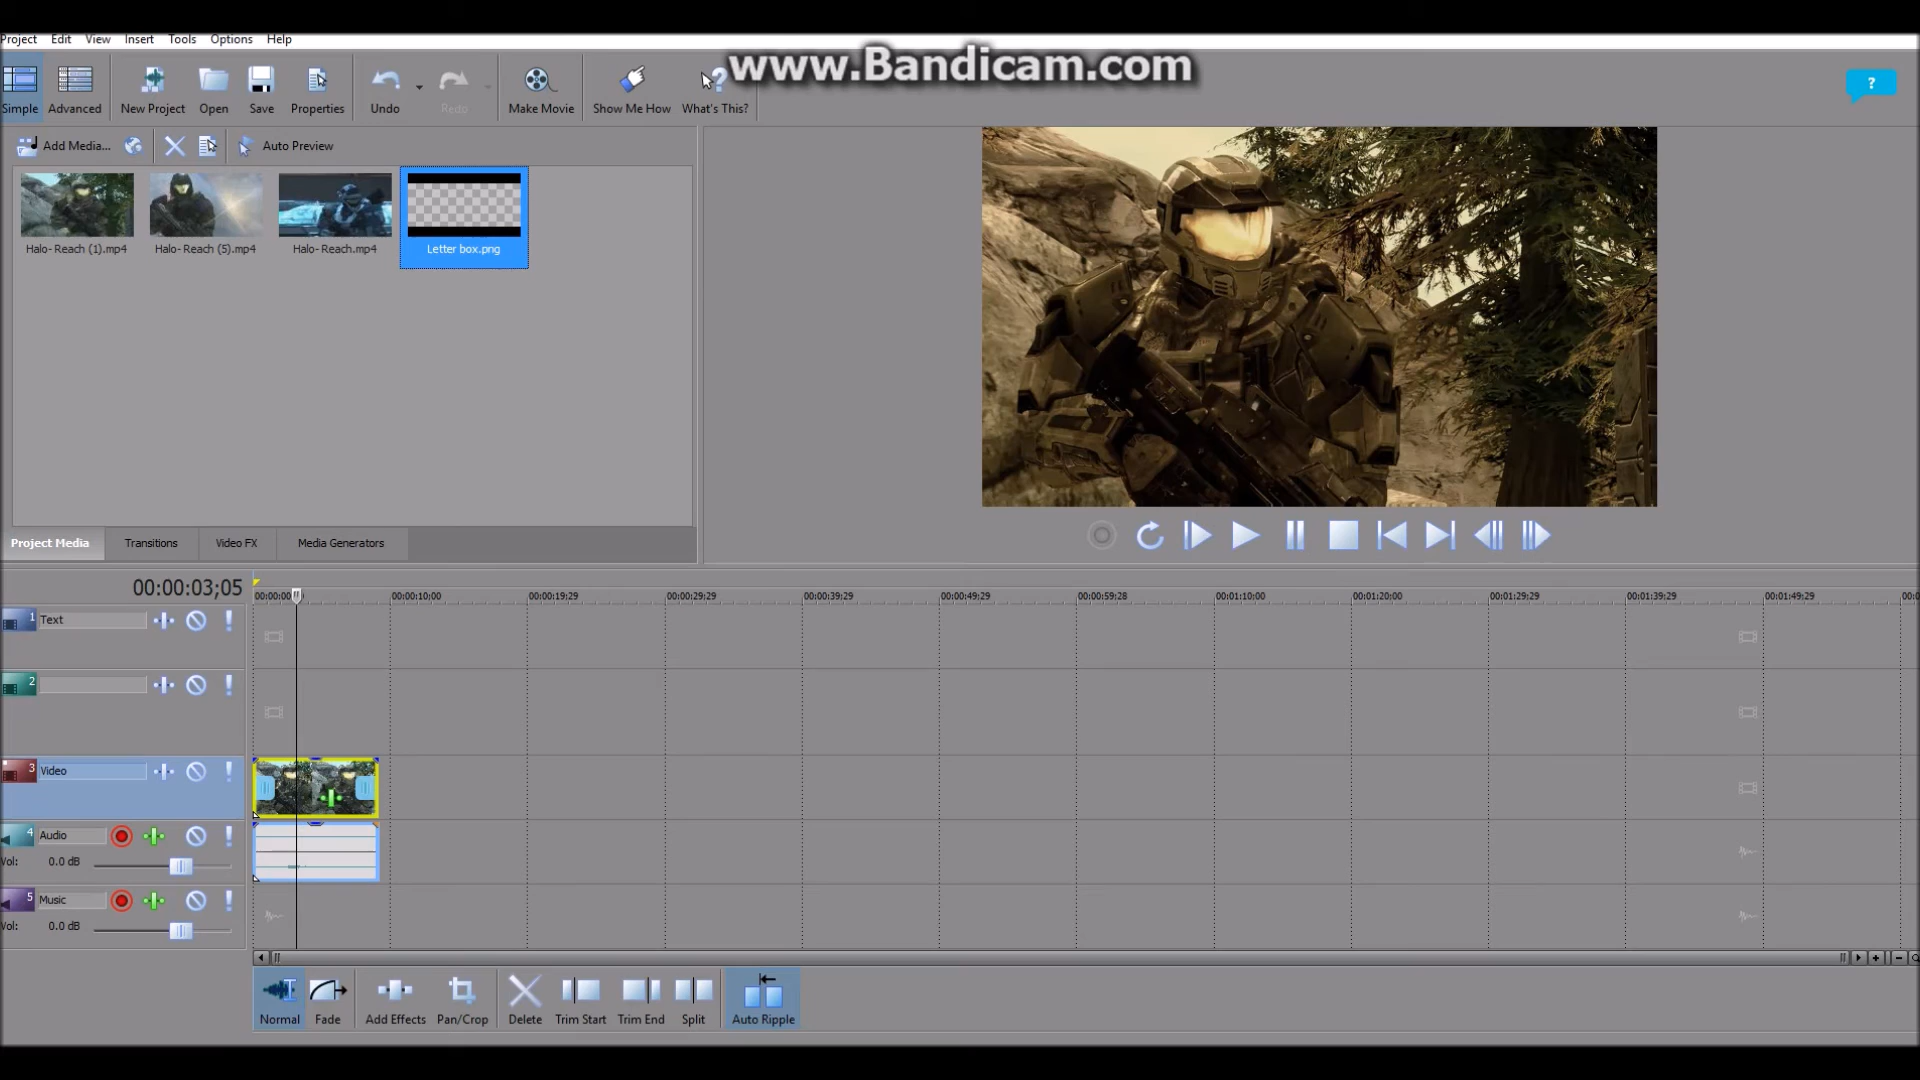 Project Edit View Insert Tools Options Help
www.Bandicam.com
Simple Advanced New Project Open Save Properties Undo Redo Make Movie Show Me How What's This?
?
Add Media... Auto Preview
Halo- Reach (1).mp4 Halo- Reach (5).mp4 Halo- Reach.mp4 Letter box.png
Project Media Transitions Video FX Media Generators
00:00:03;05
00:00:00 00:00:10:00 00:00:19:29 00:00:29:29 00:00:39:29 00:00:49:29 00:00:59:28 00:01:10:00 00:01:20:00 00:01:29:29 00:01:39:29 00:01:49:29 00:0
1 Text
2
3 Video
4 Audio
Vol: 0.0 dB
5 Music
Vol: 0.0 dB
Normal Fade Add Effects Pan/Crop Delete Trim Start Trim End Split Auto Ripple